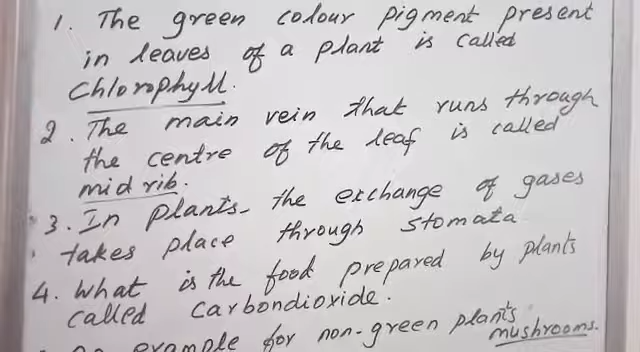 1. The green colour pigment present
in leaves of a plant is called
Chlorophyll.
2. The main vein that runs through
the centre of the leaf is called
mid rib.
3. In plants the exchange of gases
takes place through stomata
4. What is the food prepared by plants
called carbondioxide.
example for non-green plants mushrooms.